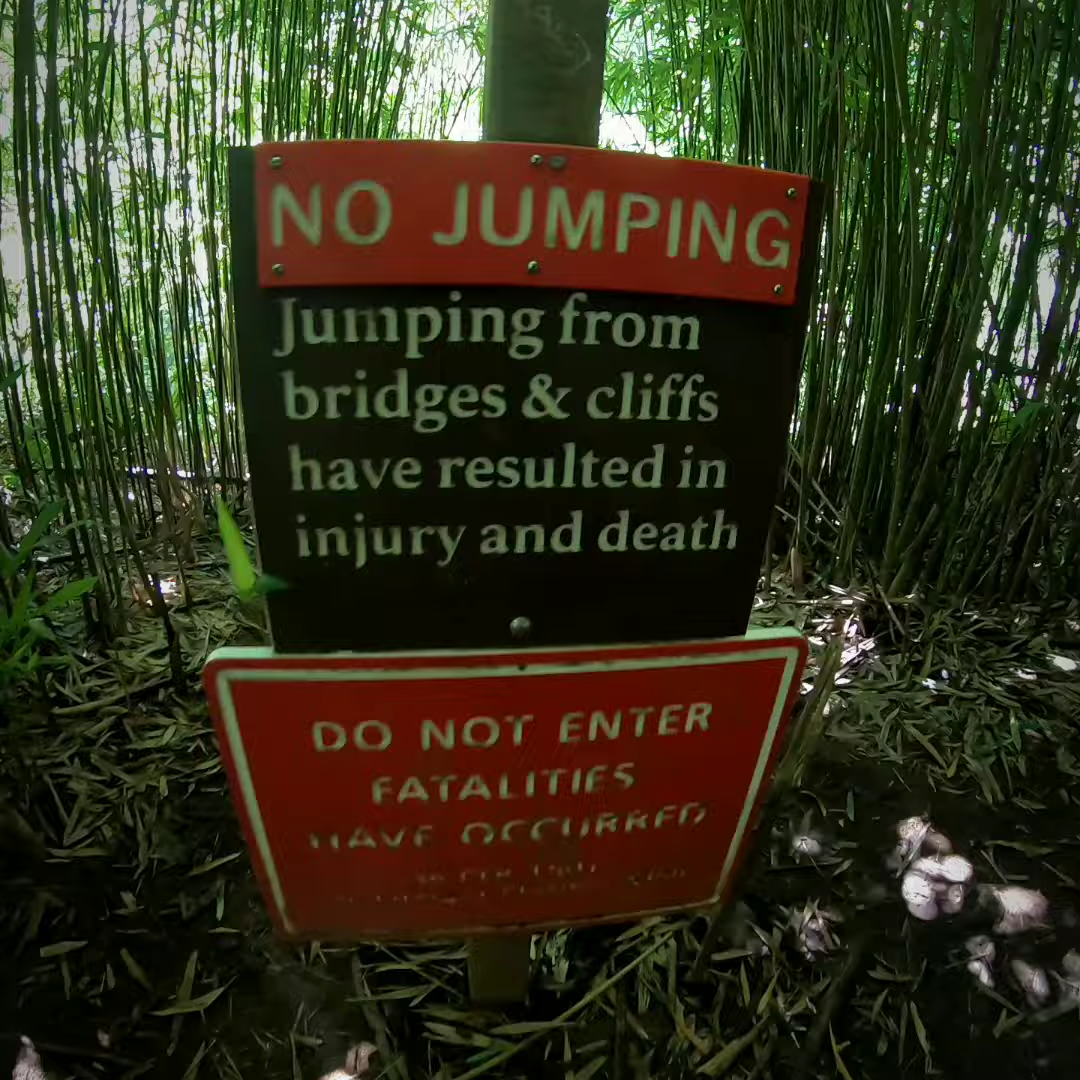 NO JUMPING
Jumping from
bridges & cliffs
have resulted in
injury and death
DO NOT ENTER
FATALITIES
HAVE OCCURRED